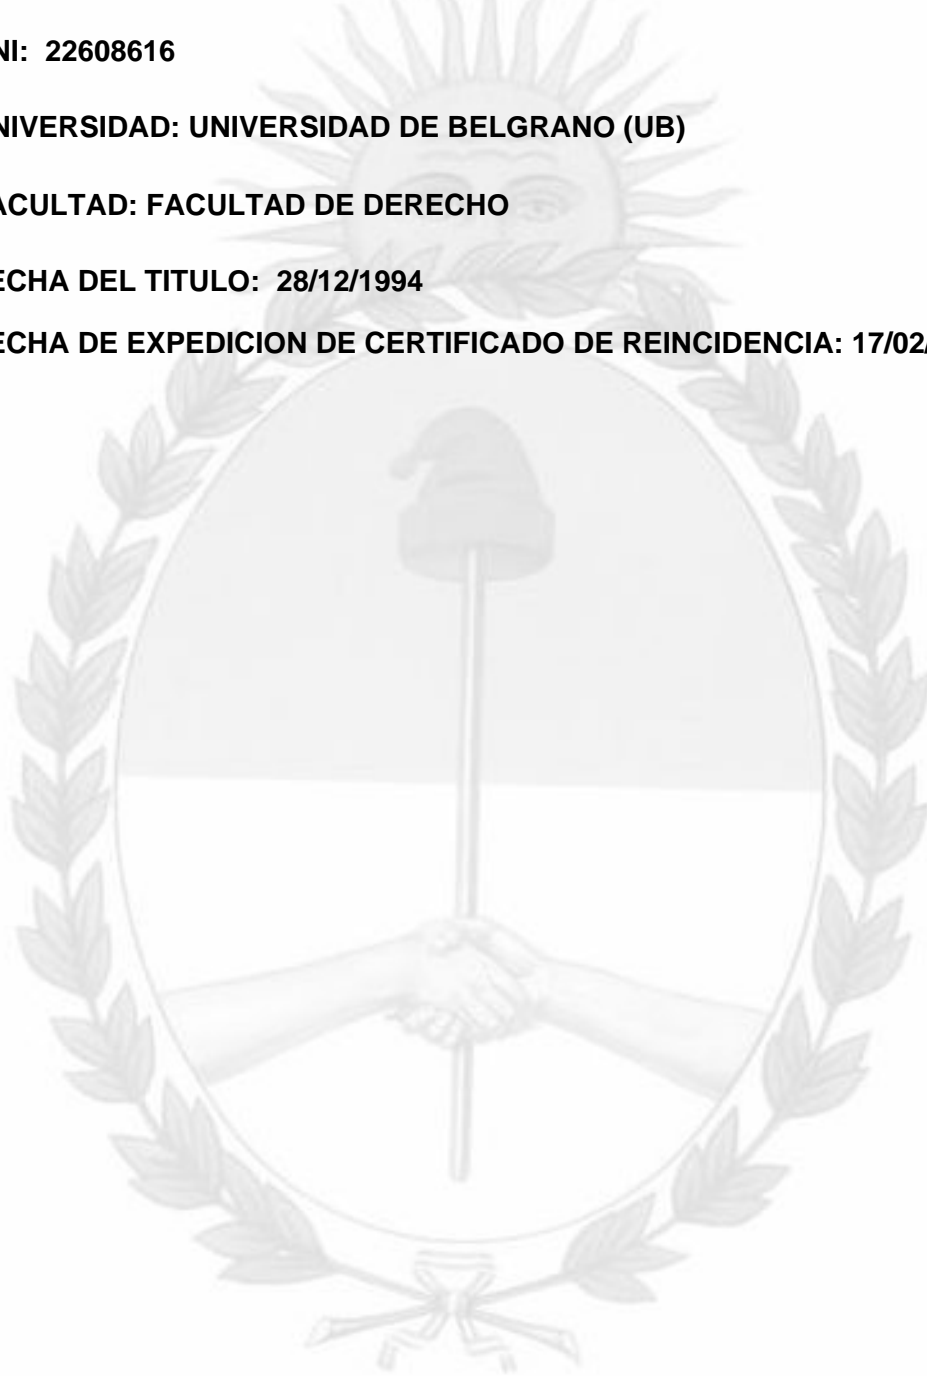 NI: 22608616
NIVERSIDAD: UNIVERSIDAD DE BELGRANO (UB)
ACULTAD: FACULTAD DE DERECHO
ECHA DEL TITULO: 28/12/1994
ECHA DE EXPEDICION DE CERTIFICADO DE REINCIDENCIA: 17/02/